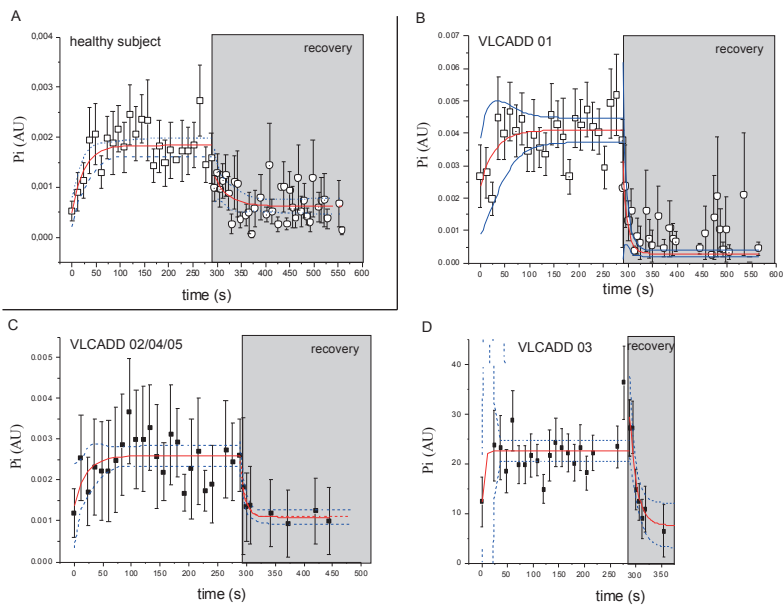 A
healthy subject
recovery
0,004
0,003
0,002
0,001
0,000
Pi (AU)
0 50 100 150 200 250 300 350 400 450 500 550 600
time (s)
B
VLCADD 01
recovery
0.007
0.006
0.005
0.004
0.003
0.002
0.001
0.000
Pi (AU)
0 50 100 150 200 250 300 350 400 450 500 550 600
time (s)
C
VLCADD 02/04/05
recovery
0.005
0.004
0.003
0.002
0.001
0.000
Pi (AU)
0 50 100 150 200 250 300 350 400 450 500
time (s)
D
VLCADD 03
recovery
40
30
20
10
0
Pi (AU)
0 50 100 150 200 250 300 350
time (s)